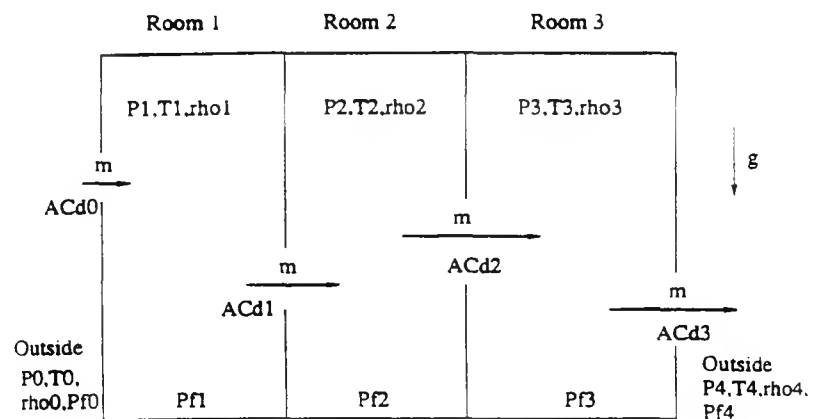 Room 1
Room 2
Room 3
P1,T1,rho1
P2,T2,rho2
P3,T3,rho3
m
ACd0
g
m
ACd2
m
ACd1
m
ACd3
Outside
P0,T0,
rho0,Pf0
Pf1
Pf2
Pf3
Outside
P4,T4,rho4,
Pf4